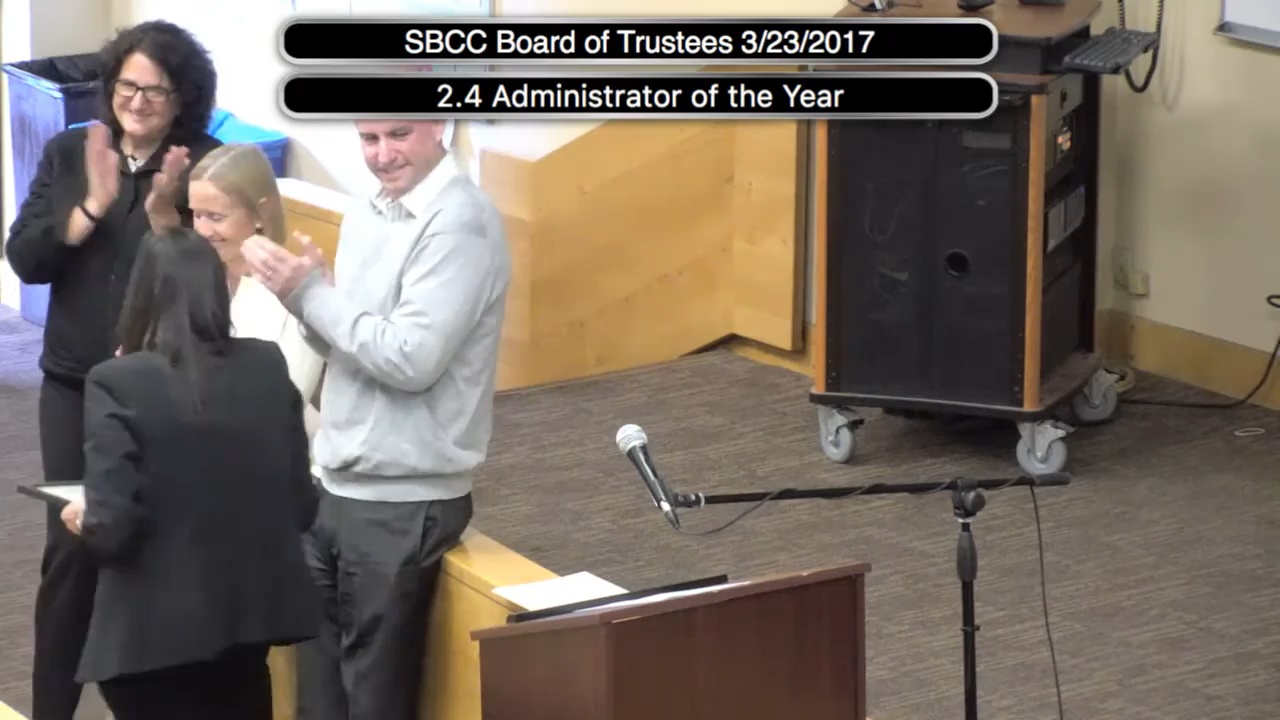 SBCC Board of Trustees 3/23/2017
2.4 Administrator of the Year